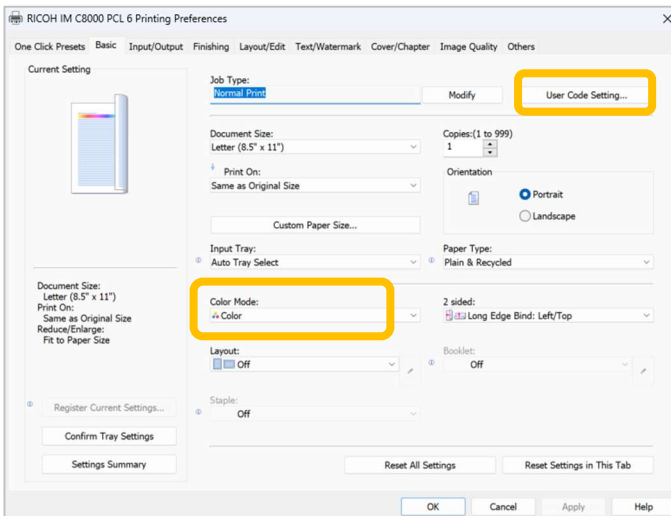 RICOH IM C8000 PCL 6 Printing Preferences
One Click Presets Basic Input/Output Finishing Layout/Edit Text/Watermark Cover/Chapter Image Quality Others
Current Setting
Job Type:
Normal Print
Modify
User Code Setting...
Document Size:
Letter (8.5" x 11")
Copies:(1 to 999)
1
Print On:
Same as Original Size
Orientation
Portrait
Landscape
Custom Paper Size...
Input Tray:
Auto Tray Select
Paper Type:
Plain & Recycled
Document Size:
Letter (8.5" x 11")
Print On:
Same as Original Size
Reduce/Enlarge:
Fit to Paper Size
Color Mode:
Color
2 sided:
Long Edge Bind: Left/Top
Layout:
Off
Booklet:
Off
Staple:
Off
Register Current Settings...
Confirm Tray Settings
Settings Summary
Reset All Settings
Reset Settings in This Tab
OK Cancel Apply Help